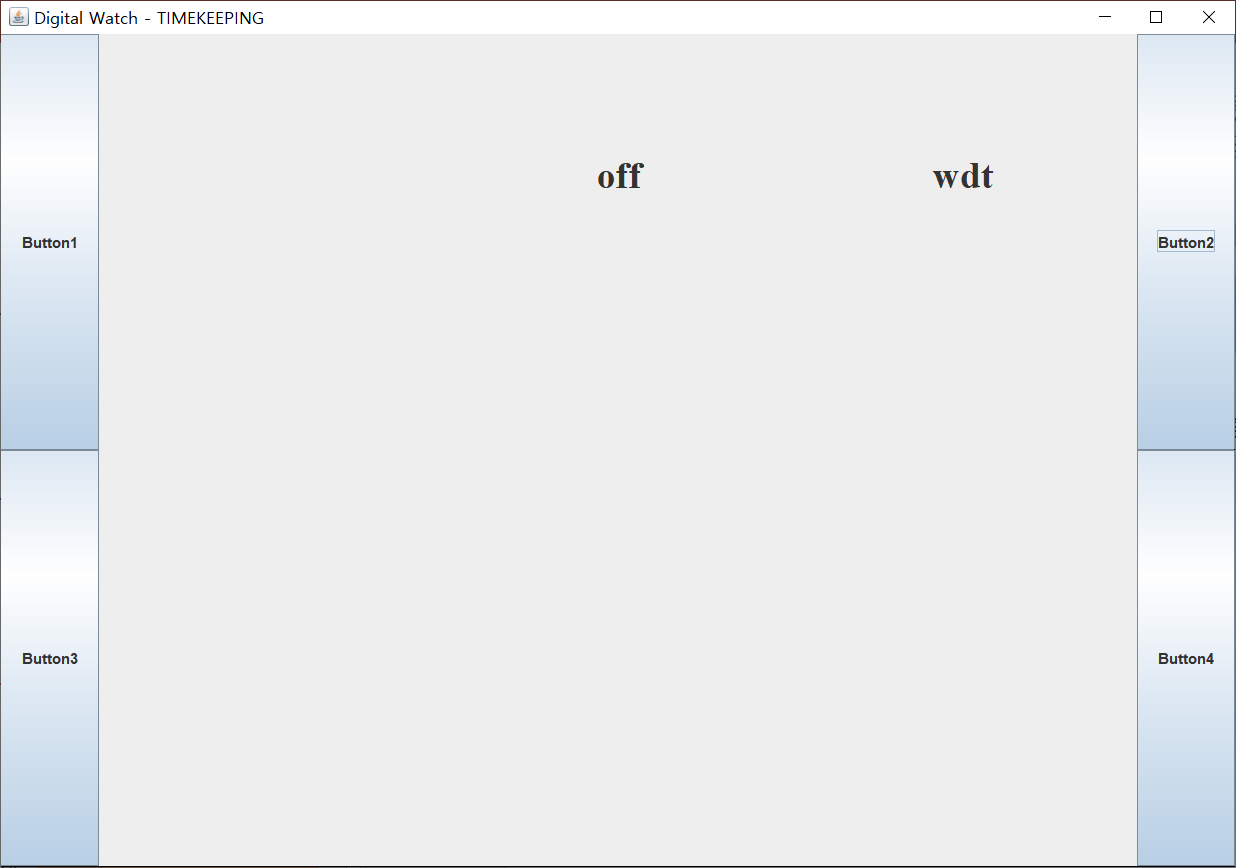 Digital Watch - TIMEKEEPING
off wdt
Button1 Button2
Button3 Button4